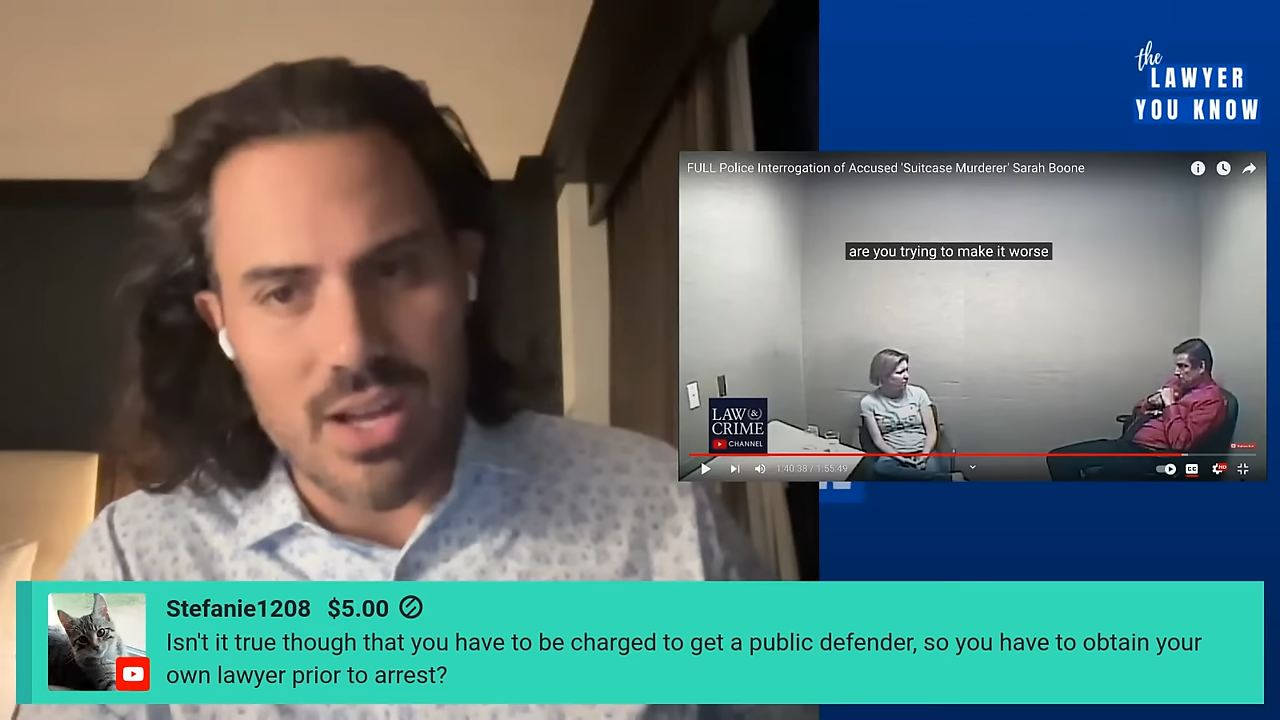 the
LAWYER
YOU KNOW
FULL Police Interrogation of Accused 'Suitcase Murderer' Sarah Boone
are you trying to make it worse
LAW (&)
CRIME
CHANNEL
1:40:38 / 1:55:49
CC
HD
Stefanie1208 $5.00
Isn't it true though that you have to be charged to get a public defender, so you have to obtain your
own lawyer prior to arrest?